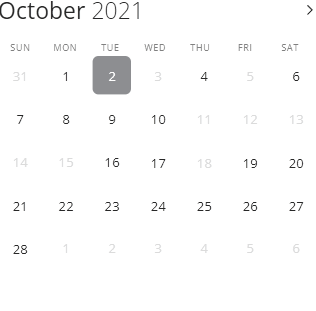 October 2021
SUN MON TUE WED THU FRI SAT
31 1 2 3 4 5 6
7 8 9 10 11 12 13
14 15 16 17 18 19 20
21 22 23 24 25 26 27
28 1 2 3 4 5 6